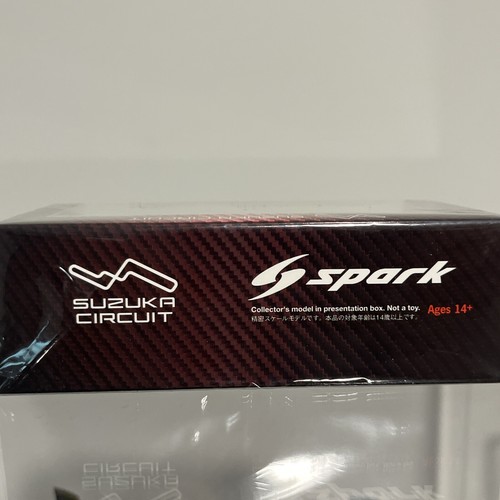 SUZUKA
CIRCUIT
spark
Collector's model in presentation box. Not a toy.
Ages 14+
精密スケールモデルです。本品の対象年齢は14歳以上です。